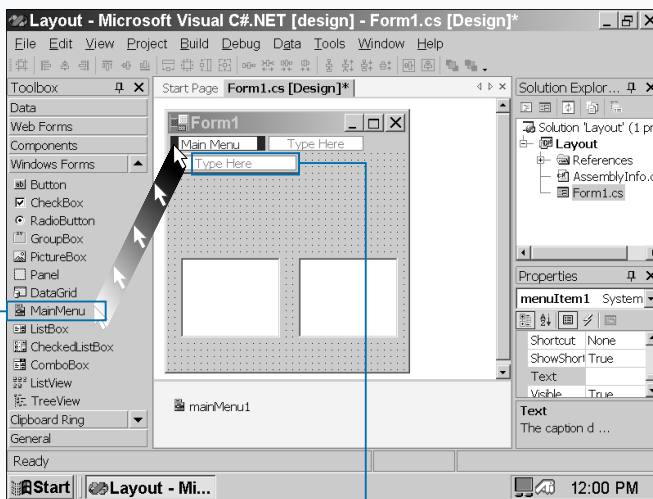 Layout - Microsoft Visual C#.NET [design] - Form1.cs [Design]*
File Edit View Project Build Debug Data Tools Window Help
Toolbox
Data
Web Forms
Components
Windows Forms
Button
CheckBox
RadioButton
GroupBox
PictureBox
Panel
DataGrid
MainMenu
ListBox
CheckedListBox
ComboBox
ListView
TreeView
Clipboard Ring
General
Start Page Form1.cs [Design]*
Form1
Main Menu Type Here
Type Here
mainMenu1
Solution Explor...
Solution 'Layout' (1 pr
Layout
References
AssemblyInfo.c
Form1.cs
Properties
menuItem1 System
Shortcut None
ShowShort True
Text
Visible True
Text
The caption d ...
Ready
Start Layout - Mi... 12:00 PM